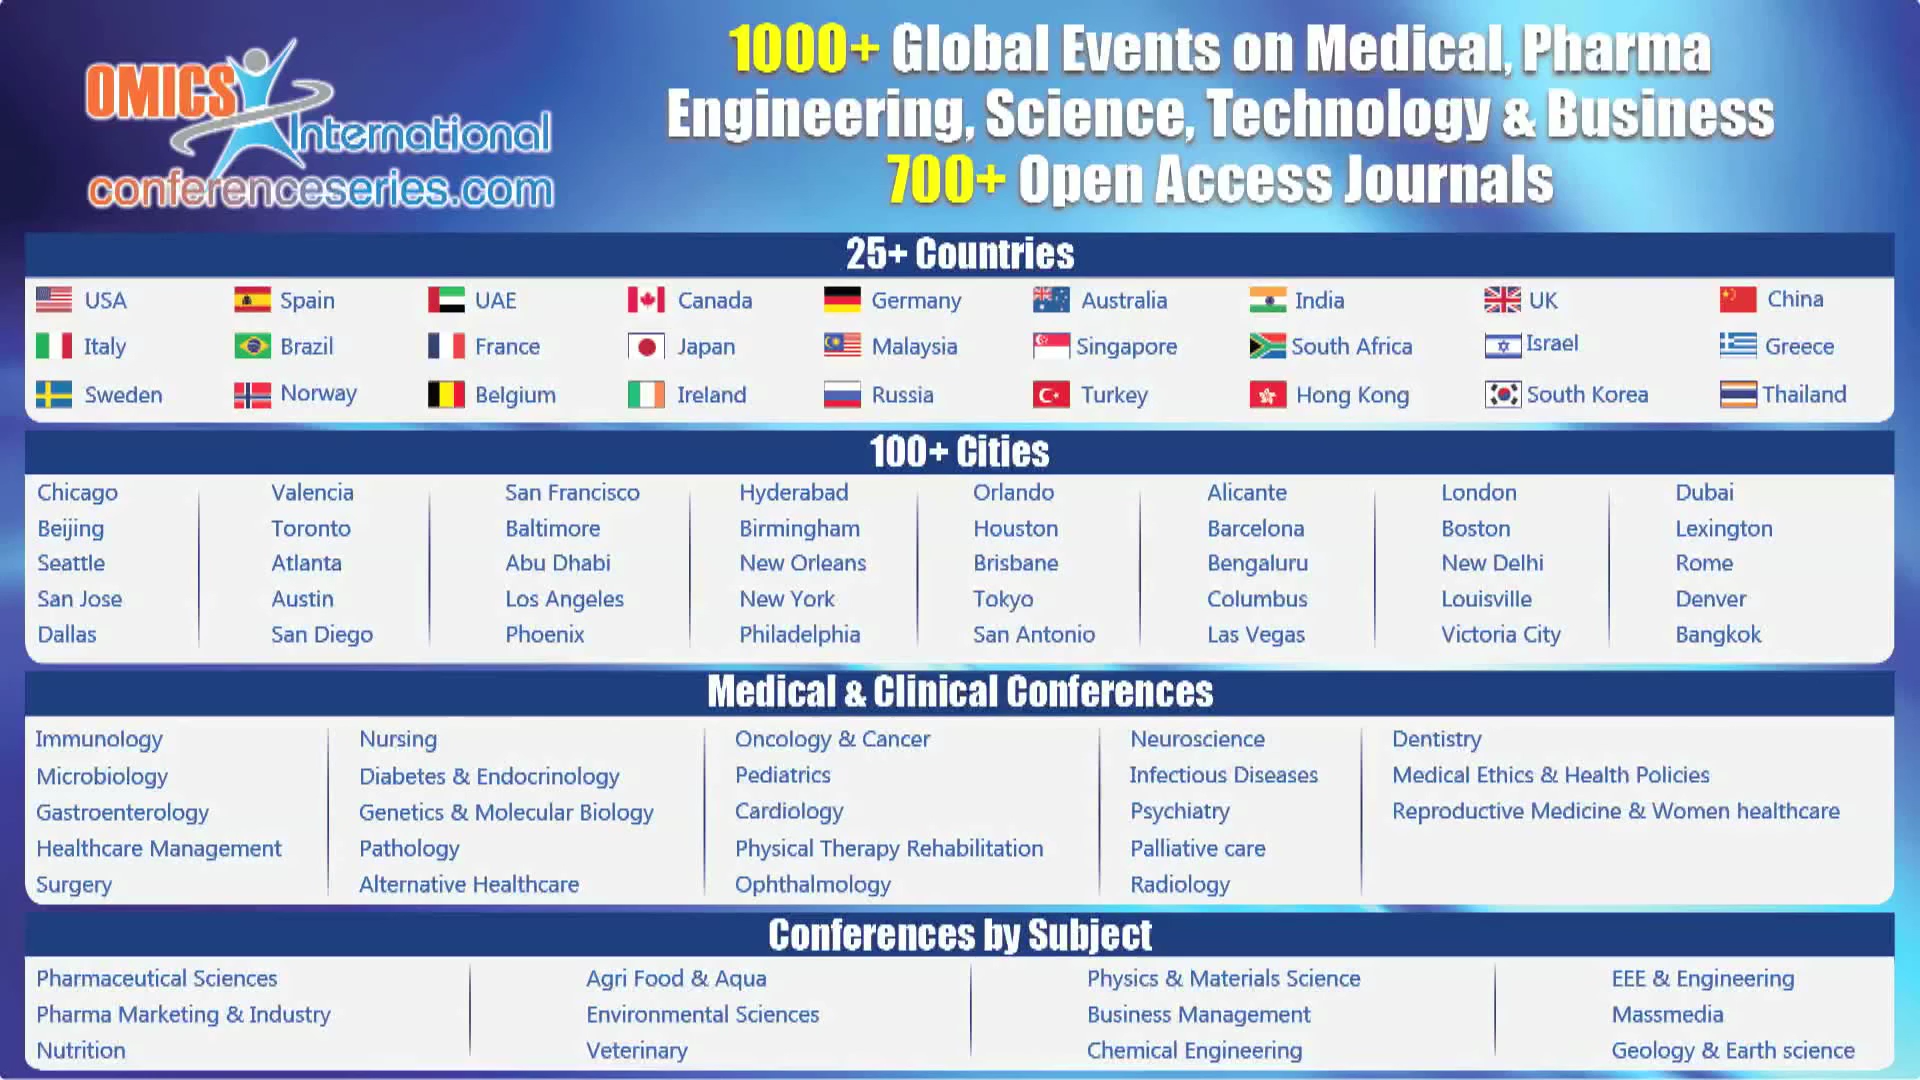 OMICS
International
conferenceseries.com
1000+ Global Events on Medical, Pharma
Engineering, Science, Technology & Business
700+ Open Access Journals
25+ Countries
USA Spain UAE Canada Germany Australia India UK China
Italy Brazil France Japan Malaysia Singapore South Africa Israel Greece
Sweden Norway Belgium Ireland Russia Turkey Hong Kong South Korea Thailand
100+ Cities
Chicago Valencia San Francisco Hyderabad Orlando Alicante London Dubai
Beijing Toronto Baltimore Birmingham Houston Barcelona Boston Lexington
Seattle Atlanta Abu Dhabi New Orleans Brisbane Bengaluru New Delhi Rome
San Jose Austin Los Angeles New York Tokyo Columbus Louisville Denver
Dallas San Diego Phoenix Philadelphia San Antonio Las Vegas Victoria City Bangkok
Medical & Clinical Conferences
Immunology Nursing Oncology & Cancer Neuroscience Dentistry
Microbiology Diabetes & Endocrinology Pediatrics Infectious Diseases Medical Ethics & Health Policies
Gastroenterology Genetics & Molecular Biology Cardiology Psychiatry Reproductive Medicine & Women healthcare
Healthcare Management Pathology Physical Therapy Rehabilitation Palliative care
Surgery Alternative Healthcare Ophthalmology Radiology
Conferences by Subject
Pharmaceutical Sciences Agri Food & Aqua Physics & Materials Science EEE & Engineering
Pharma Marketing & Industry Environmental Sciences Business Management Massmedia
Nutrition Veterinary Chemical Engineering Geology & Earth science